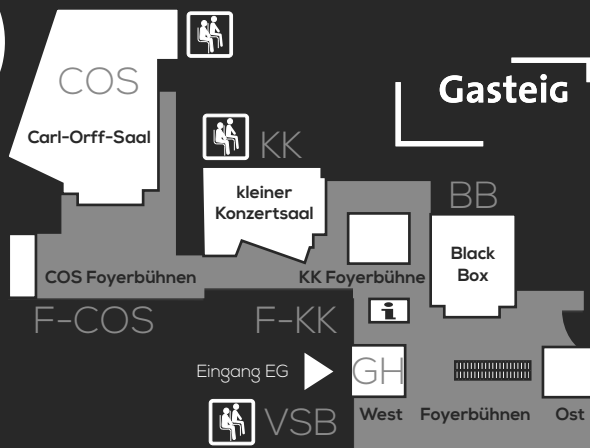 COS
Carl-Orff-Saal
Gasteig
KK
kleiner
Konzertsaal
BB
Black
Box
COS Foyerbühnen
KK Foyerbühne
F-COS
F-KK
i
Eingang EG
GH
VSB
West
Foyerbühnen
Ost